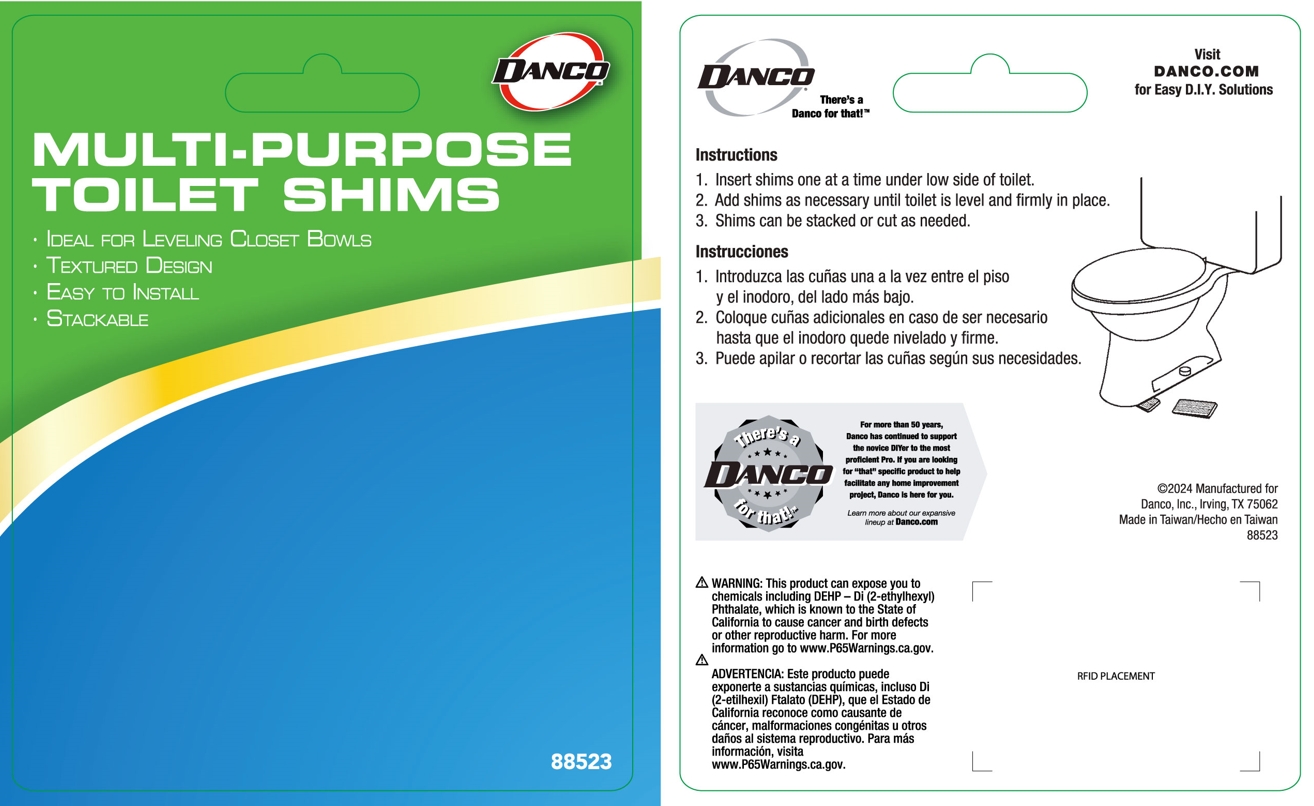 DANCO
MULTI-PURPOSE
TOILET SHIMS
· IDEAL FOR LEVELING CLOSET BOWLS
· TEXTURED DESIGN
· EASY TO INSTALL
· STACKABLE
88523
DANCO
There's a
Danco for that!™
Visit
DANCO.COM
for Easy D.I.Y. Solutions
Instructions
1. Insert shims one at a time under low side of toilet.
2. Add shims as necessary until toilet is level and firmly in place.
3. Shims can be stacked or cut as needed.
Instrucciones
1. Introduzca las cuñas una a la vez entre el piso
y el inodoro, del lado más bajo.
2. Coloque cuñas adicionales en caso de ser necesario
hasta que el inodoro quede nivelado y firme.
3. Puede apilar o recortar las cuñas según sus necesidades.
There's a
DANCO
for that!™
For more than 50 years,
Danco has continued to support
the novice DIYer to the most
proficient Pro. If you are looking
for "that" specific product to help
facilitate any home improvement
project, Danco is here for you.
Learn more about our expansive
lineup at Danco.com
©2024 Manufactured for
Danco, Inc., Irving, TX 75062
Made in Taiwan/Hecho en Taiwan
88523
⚠ WARNING: This product can expose you to
chemicals including DEHP – Di (2-ethylhexyl)
Phthalate, which is known to the State of
California to cause cancer and birth defects
or other reproductive harm. For more
information go to www.P65Warnings.ca.gov.
⚠
ADVERTENCIA: Este producto puede
exponerte a sustancias químicas, incluso Di
(2-etilhexil) Ftalato (DEHP), que el Estado de
California reconoce como causante de
cáncer, malformaciones congénitas u otros
daños al sistema reproductivo. Para más
información, visita
www.P65Warnings.ca.gov.
RFID PLACEMENT